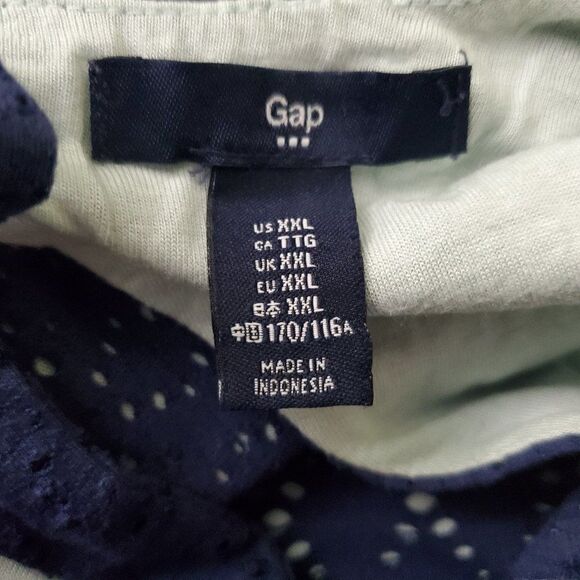 Gap
US XXL
CA TTG
UK XXL
EU XXL
日本 XXL
中国 170/116A
MADE IN
INDONESIA